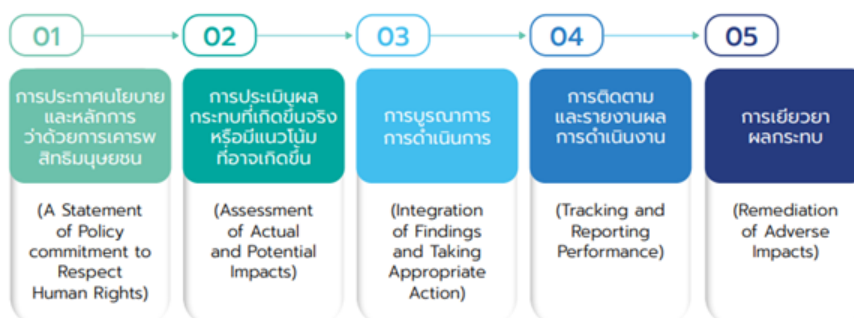 01
02
03
04
05
การประกาศนโยบาย
และหลักการ
ว่าด้วยการเคารพ
สิทธิมนุษยชน
(A Statement
of Policy
commitment to
Respect
Human Rights)
การประเมินผล
กระทบที่เกิดขึ้นจริง
หรือมีแนวโน้ม
ที่อาจเกิดขึ้น
(Assessment
of Actual
and Potential
Impacts)
การบูรณาการ
การดำเนินการ
(Integration
of Findings
and Taking
Appropriate
Action)
การติดตาม
และรายงานผล
การดำเนินงาน
(Tracking and
Reporting
Performance)
การเยียวยา
ผลกระทบ
(Remediation
of Adverse
Impacts)